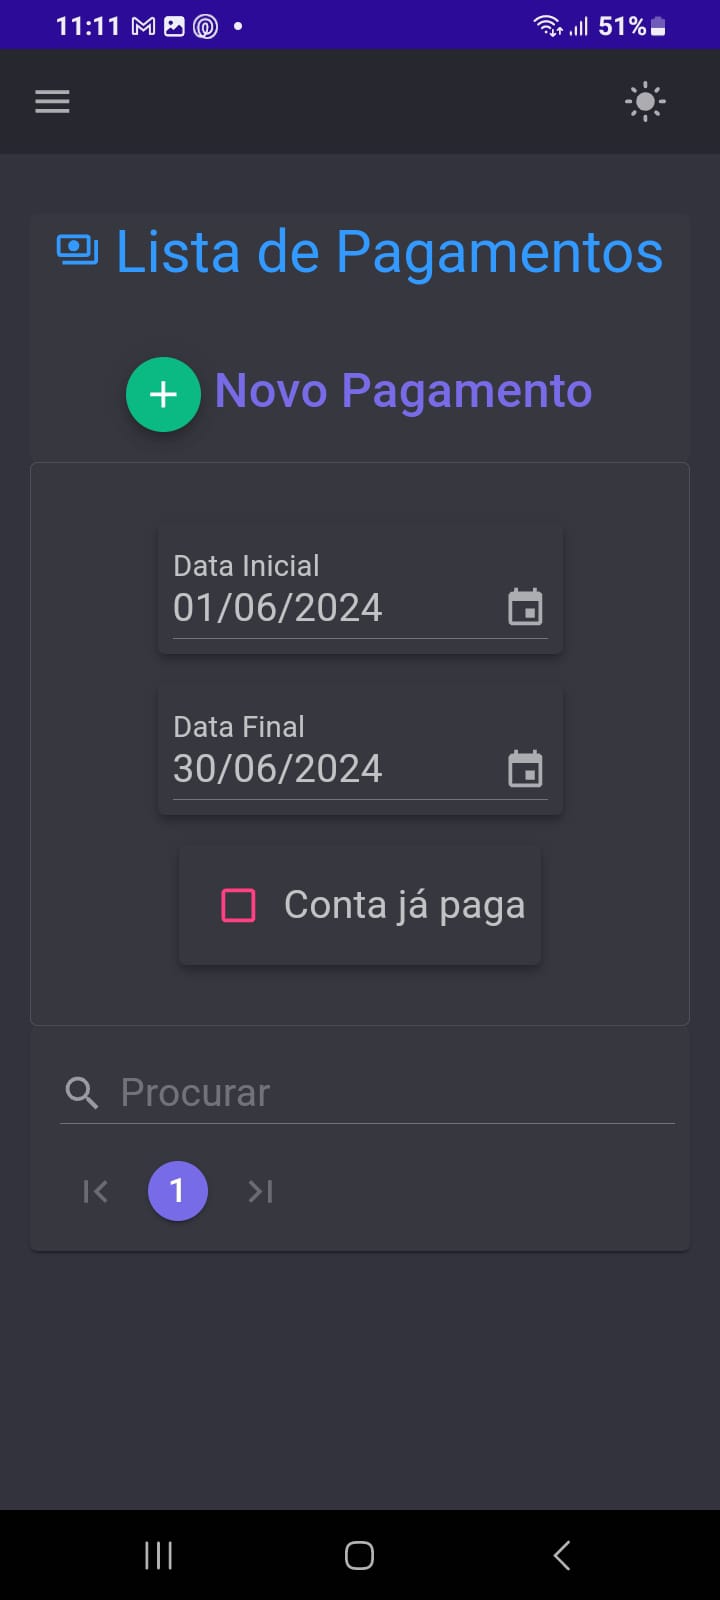 11:11 51%
Lista de Pagamentos
Novo Pagamento
Data Inicial
01/06/2024
Data Final
30/06/2024
Conta já paga
Procurar
1